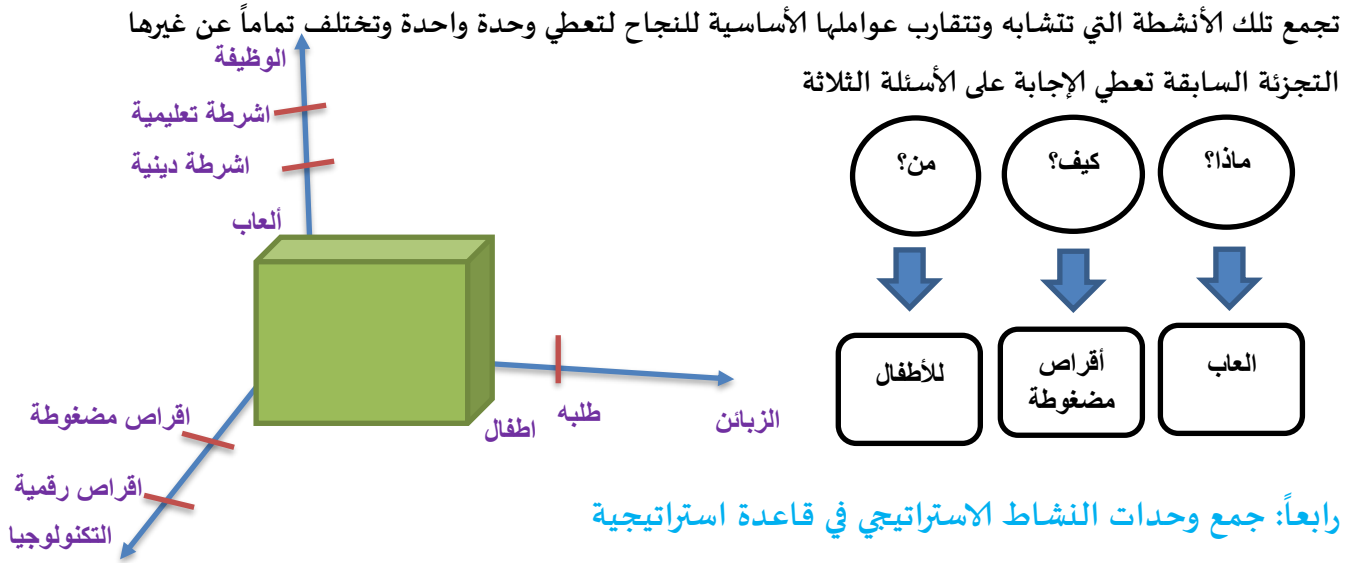 تجمع تلك الأنشطة التي تتشابه وتتقارب عواملها الأساسية للنجاح لتعطي وحدة واحدة وتختلف تماماً عن غيرها
التجزئة السابقة تعطي الإجابة على الأسئلة الثلاثة
ماذا؟
كيف؟
من؟
العاب
أقراص
مضغوطة
للأطفال
الوظيفة
اشرطة تعليمية
اشرطة دينية
ألعاب
الزبائن
طلبه
اطفال
اقراص مضغوطة
اقراص رقمية
التكنولوجيا
رابعاً: جمع وحدات النشاط الاستراتيجي في قاعدة استراتيجية